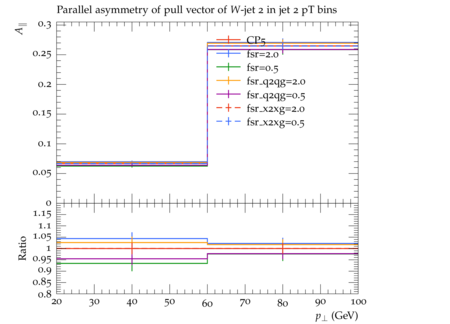 Parallel asymmetry of pull vector of W-jet 2 in jet 2 pT bins
A∥
0.3
0.25
0.2
0.15
0.1
0.05
0
CP5
fsr=2.0
fsr=0.5
fsr_q2qg=2.0
fsr_q2qg=0.5
fsr_x2xg=2.0
fsr_x2xg=0.5
Ratio
1.15
1.1
1.05
1
0.95
0.9
0.85
0.8
20 30 40 50 60 70 80 90 100
p⊥ (GeV)